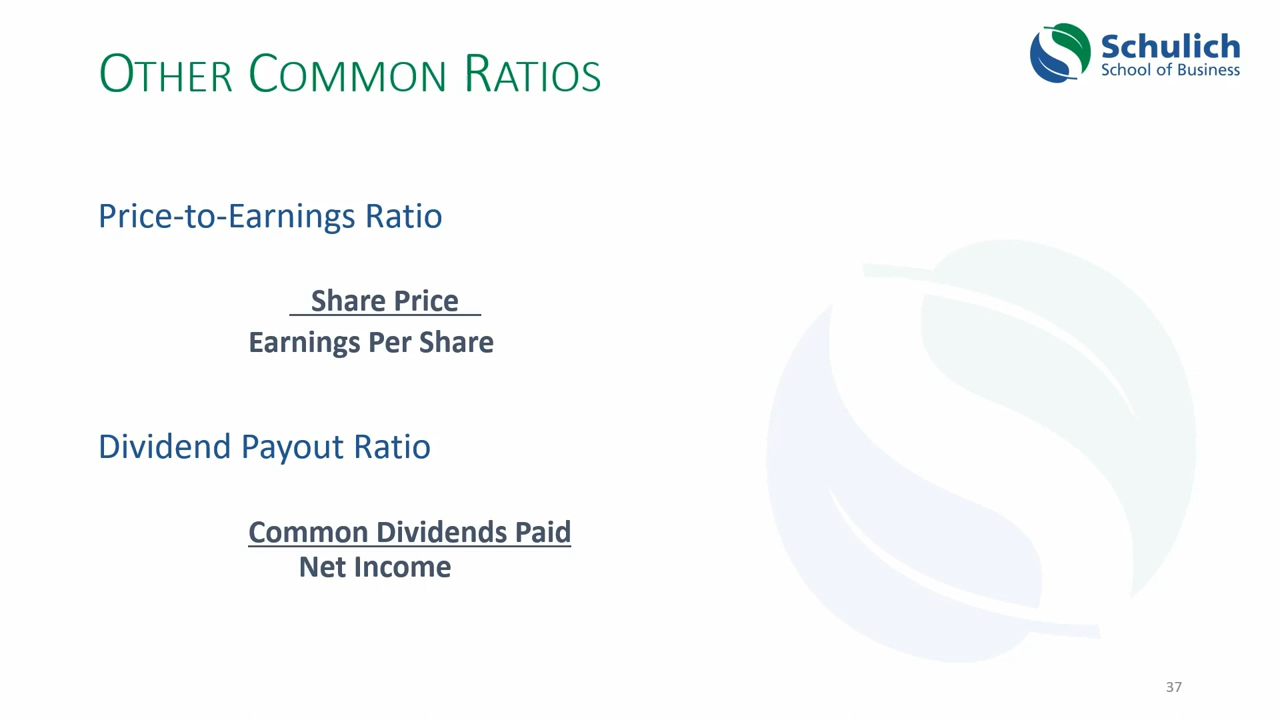 OTHER COMMON RATIOS
Schulich
School of Business
Price-to-Earnings Ratio
Share Price
Earnings Per Share
Dividend Payout Ratio
Common Dividends Paid
Net Income
37